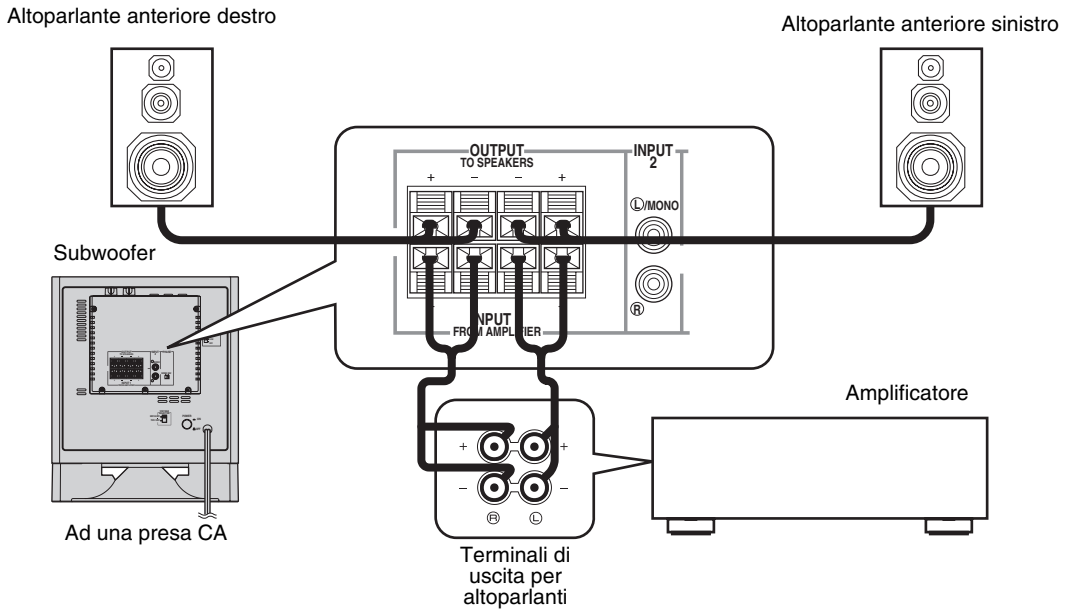 Altoparlante anteriore destro
Altoparlante anteriore sinistro
OUTPUT
TO SPEAKERS
INPUT
2
+ − − +
Ⓛ/MONO
Ⓡ
INPUT
FROM AMPLIFIER
Subwoofer
Ad una presa CA
Amplificatore
+ +
− −
Ⓡ Ⓛ
Terminali di
uscita per
altoparlanti